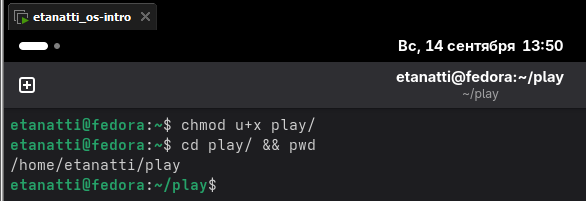 etanatti_os-intro
Вс, 14 сентября 13:50
etanatti@fedora:~/play
~/play
etanatti@fedora:~$ chmod u+x play/
etanatti@fedora:~$ cd play/ && pwd
/home/etanatti/play
etanatti@fedora:~/play$